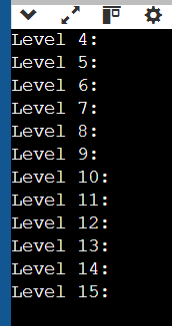 Level 4:
Level 5:
Level 6:
Level 7:
Level 8:
Level 9:
Level 10:
Level 11:
Level 12:
Level 13:
Level 14:
Level 15: